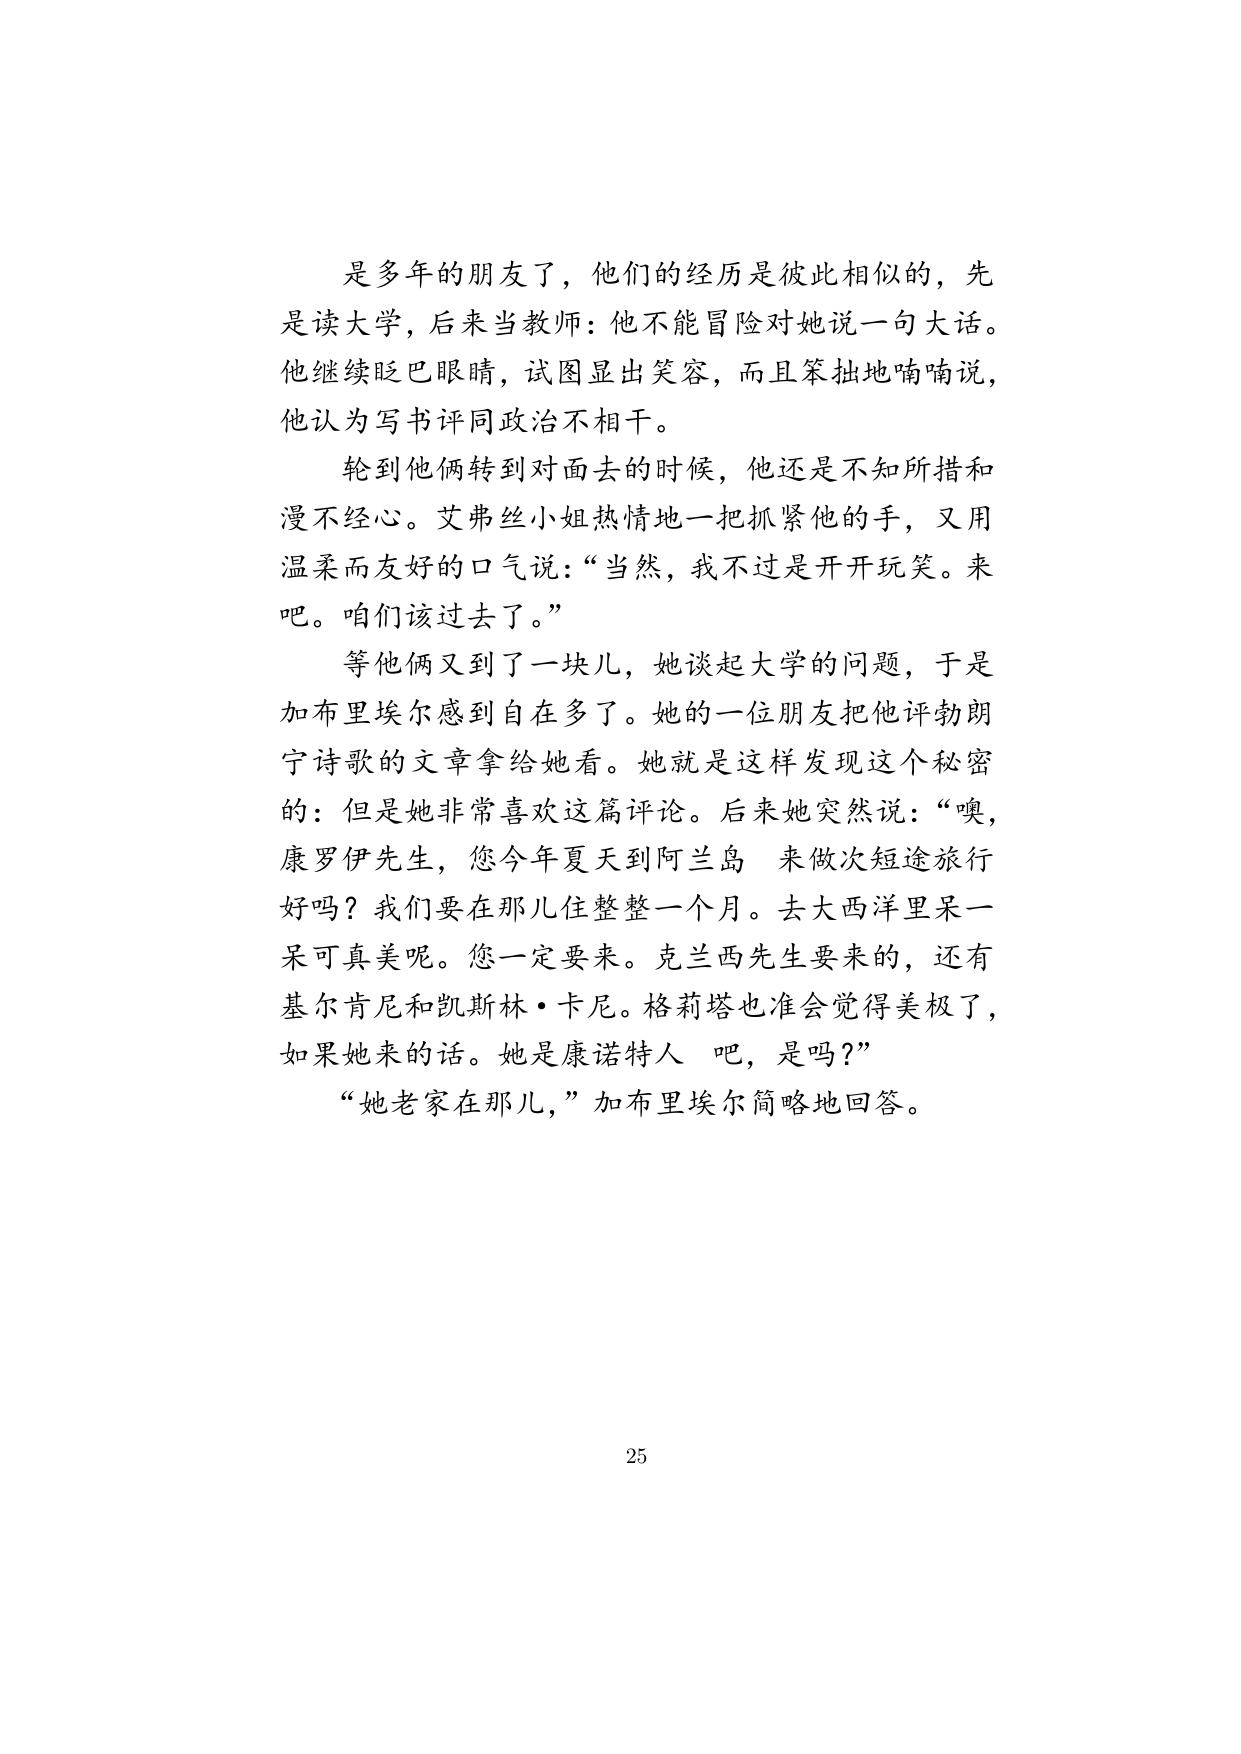 是多年的朋友了，他们的经历是彼此相似的，先
是读大学，后来当教师：他不能冒险对她说一句大话。
他继续眨巴眼睛，试图显出笑容，而且笨拙地喃喃说，
他认为写书评同政治不相干。
轮到他俩转到对面去的时候，他还是不知所措和
漫不经心。艾弗丝小姐热情地一把抓紧他的手，又用
温柔而友好的口气说：“当然，我不过是开开玩笑。来
吧。咱们该过去了。”
等他俩又到了一块儿，她谈起大学的问题，于是
加布里埃尔感到自在多了。她的一位朋友把他评勃朗
宁诗歌的文章拿给她看。她就是这样发现这个秘密
的：但是她非常喜欢这篇评论。后来她突然说：“噢，
康罗伊先生，您今年夏天到阿兰岛　来做次短途旅行
好吗？我们要在那儿住整整一个月。去大西洋里呆一
呆可真美呢。您一定要来。克兰西先生要来的，还有
基尔肯尼和凯斯林·卡尼。格莉塔也准会觉得美极了，
如果她来的话。她是康诺特人　吧，是吗？”
“她老家在那儿，”加布里埃尔简略地回答。
25